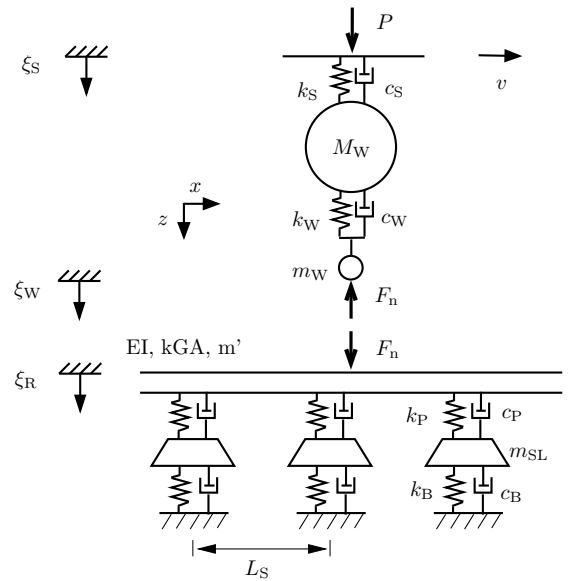 P
ξS
v
kS
cS
MW
x
z
kW
cW
mW
ξW
Fn
EI, kGA, m'
Fn
ξR
kP
cP
mSL
kB
cB
LS